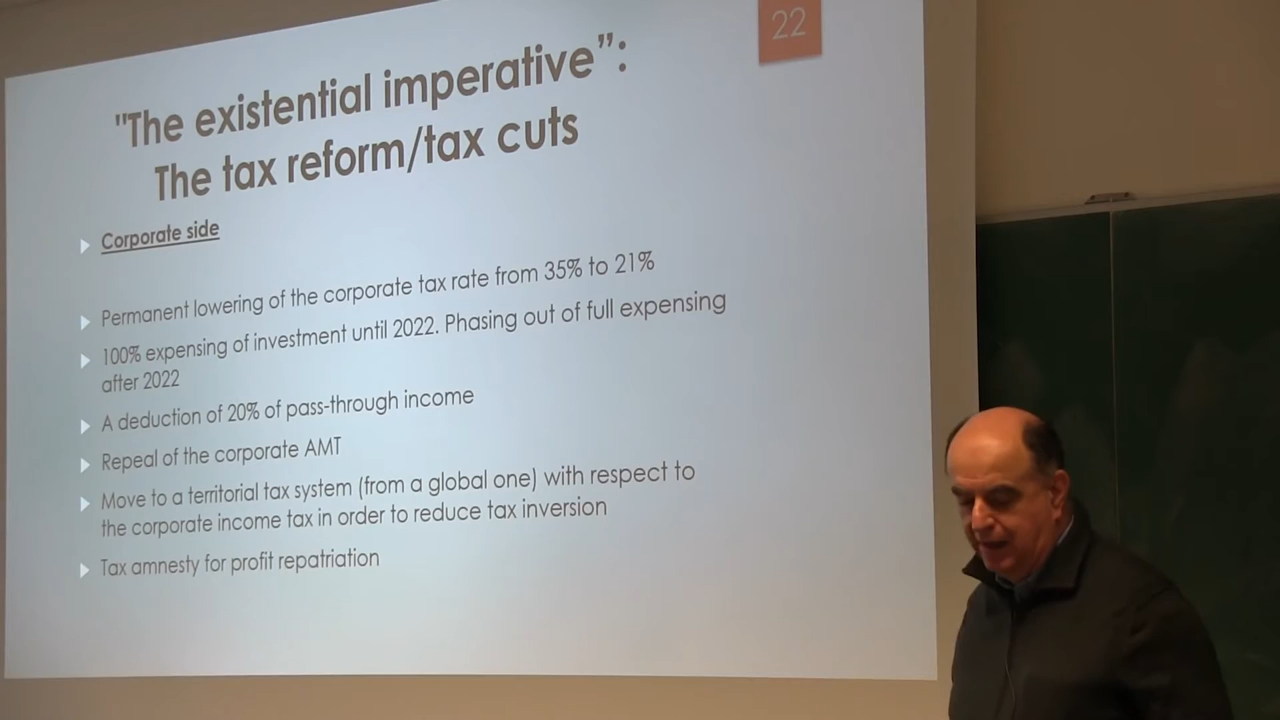 22
"The existential imperative”:
The tax reform/tax cuts
Corporate side
Permanent lowering of the corporate tax rate from 35% to 21%
100% expensing of investment until 2022. Phasing out of full expensing
after 2022
A deduction of 20% of pass-through income
Repeal of the corporate AMT
Move to a territorial tax system (from a global one) with respect to
the corporate income tax in order to reduce tax inversion
Tax amnesty for profit repatriation